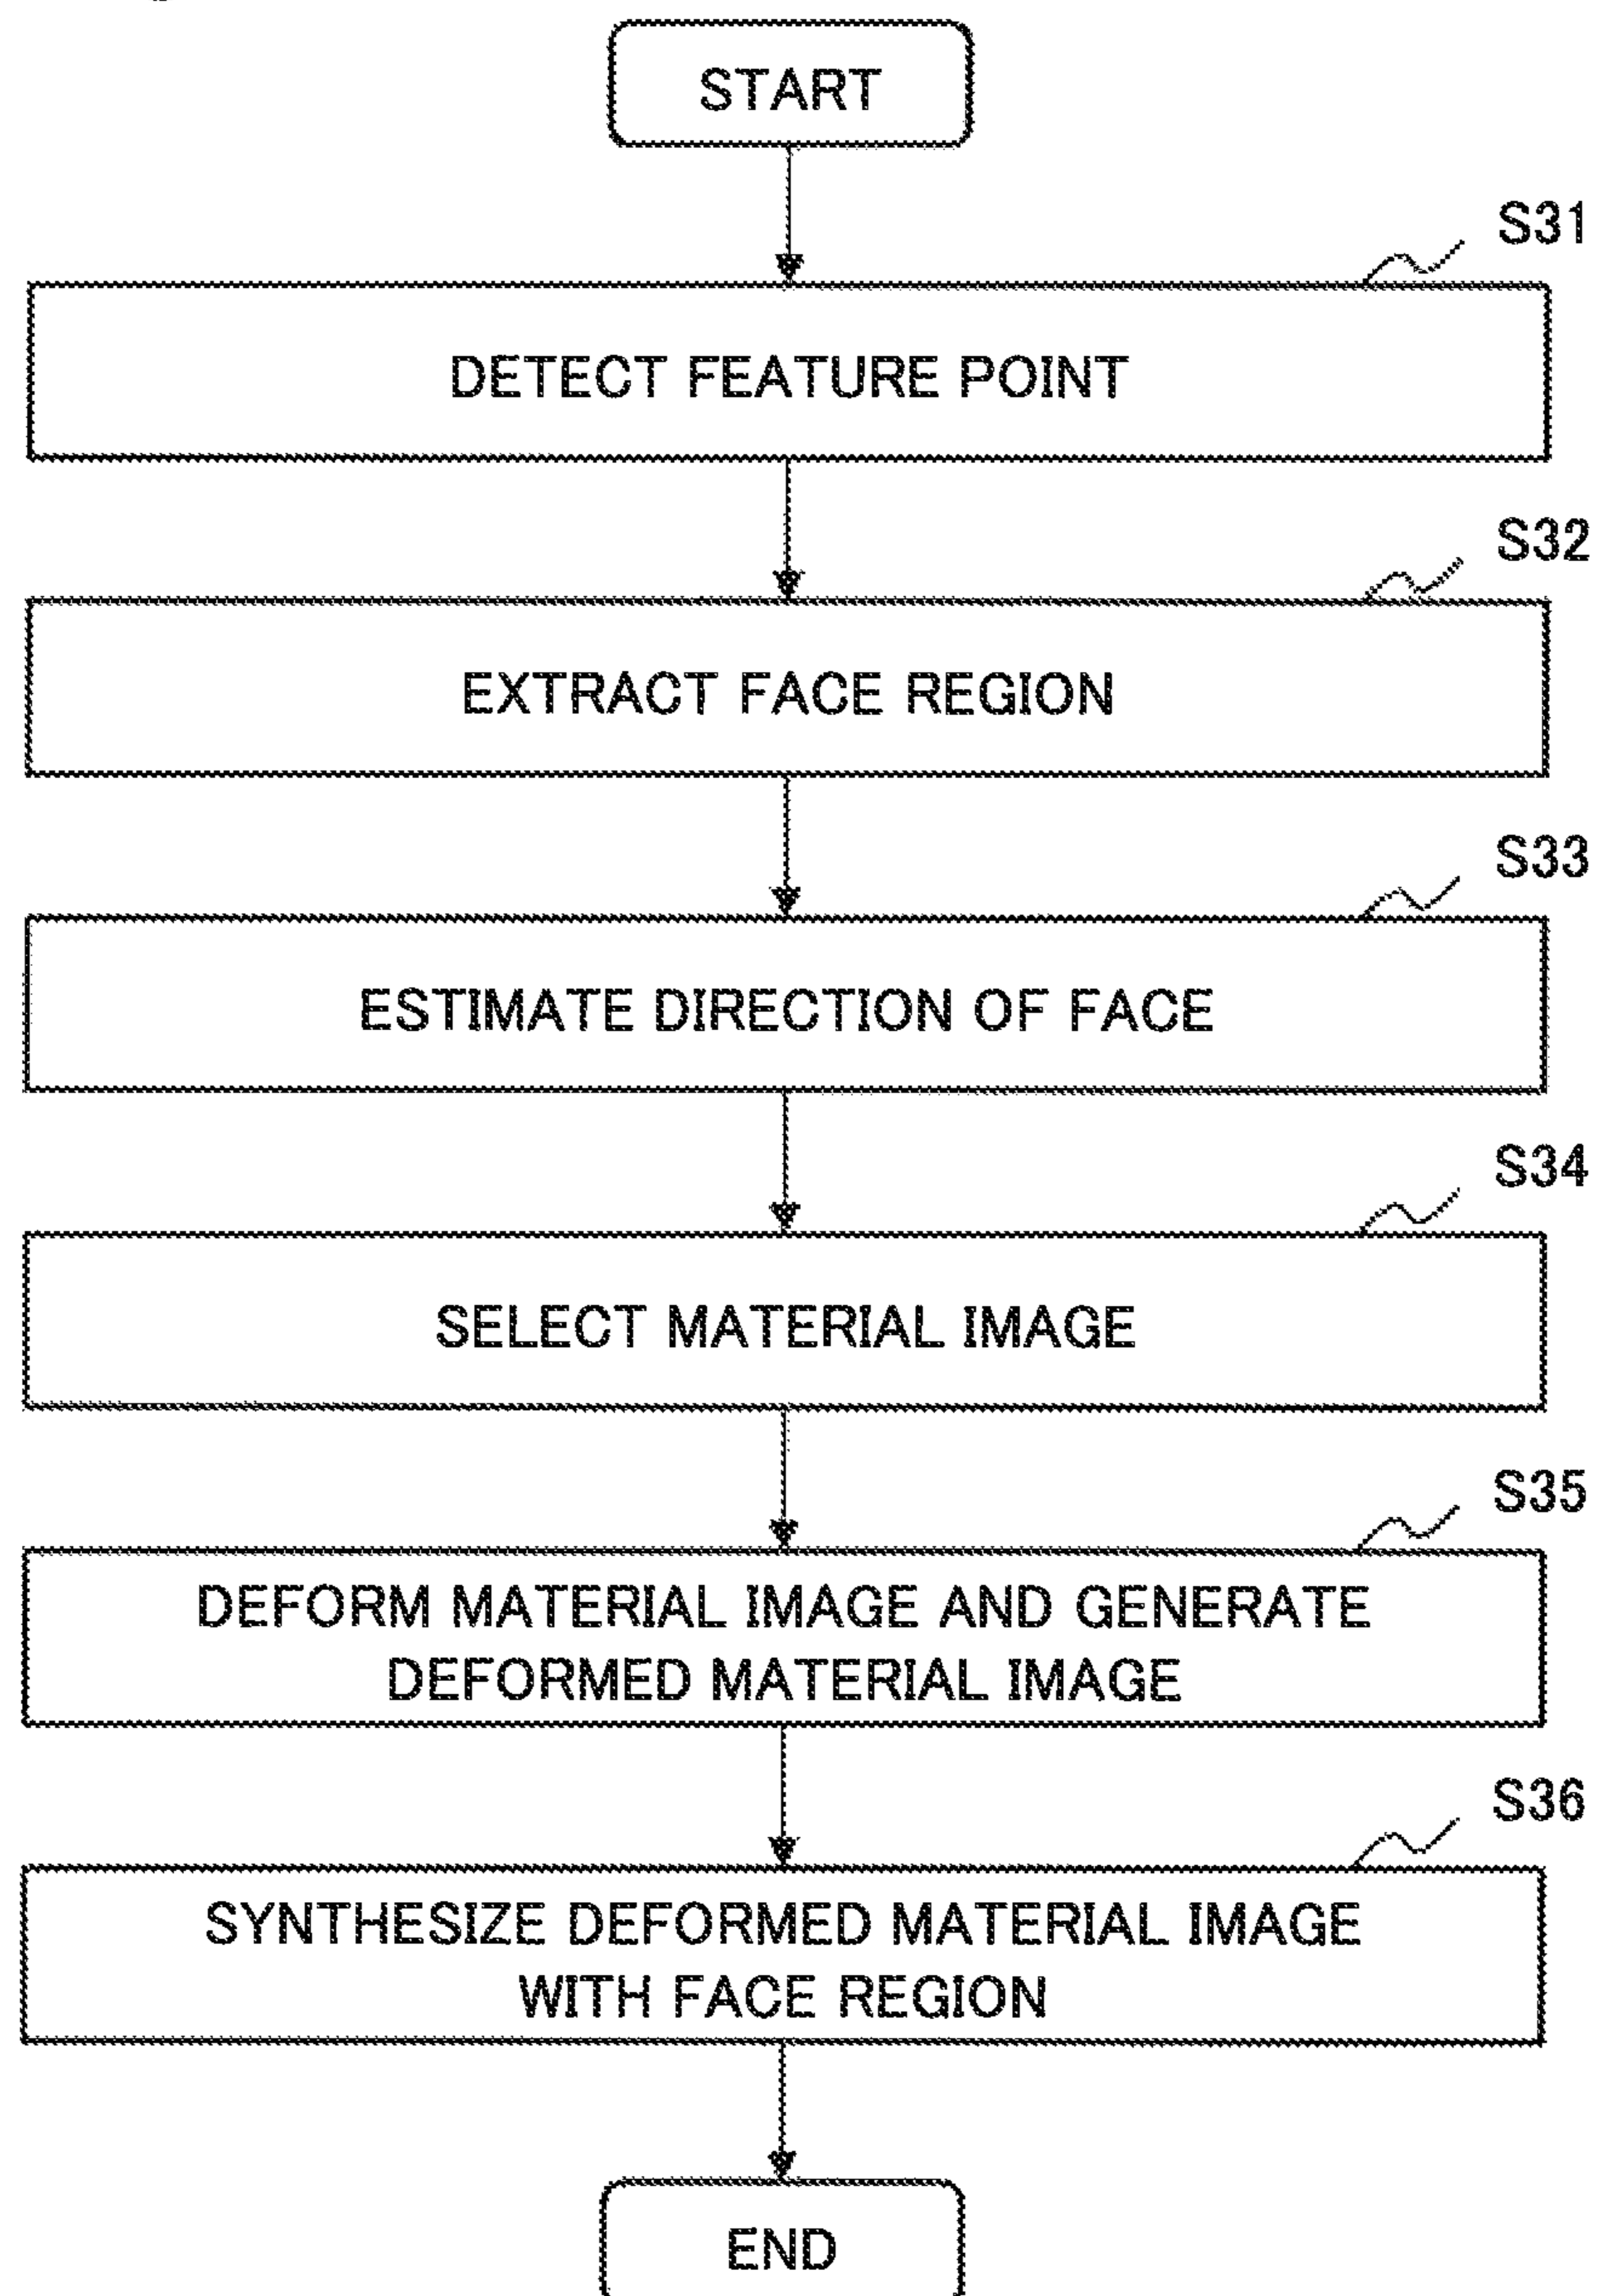 START
S31
DETECT FEATURE POINT
S32
EXTRACT FACE REGION
S33
ESTIMATE DIRECTION OF FACE
S34
SELECT MATERIAL IMAGE
S35
DEFORM MATERIAL IMAGE AND GENERATE
DEFORMED MATERIAL IMAGE
S36
SYNTHESIZE DEFORMED MATERIAL IMAGE
WITH FACE REGION
END